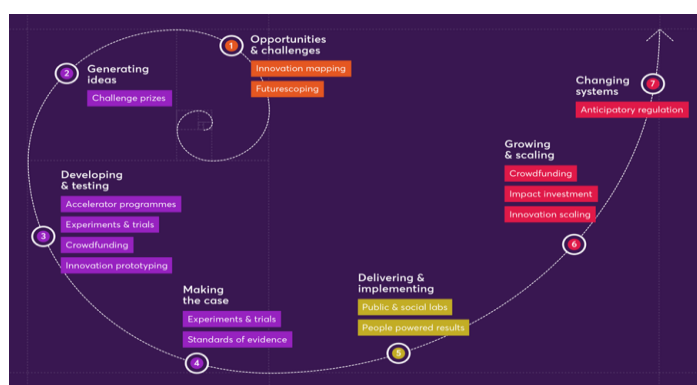 1
Opportunities
& challenges
Innovation mapping
Futurescoping
2
Generating
ideas
Challenge prizes
3
Developing
& testing
Accelerator programmes
Experiments & trials
Crowdfunding
Innovation prototyping
4
Making
the case
Experiments & trials
Standards of evidence
5
Delivering &
implementing
Public & social labs
People powered results
6
Growing
& scaling
Crowdfunding
Impact investment
Innovation scaling
7
Changing
systems
Anticipatory regulation